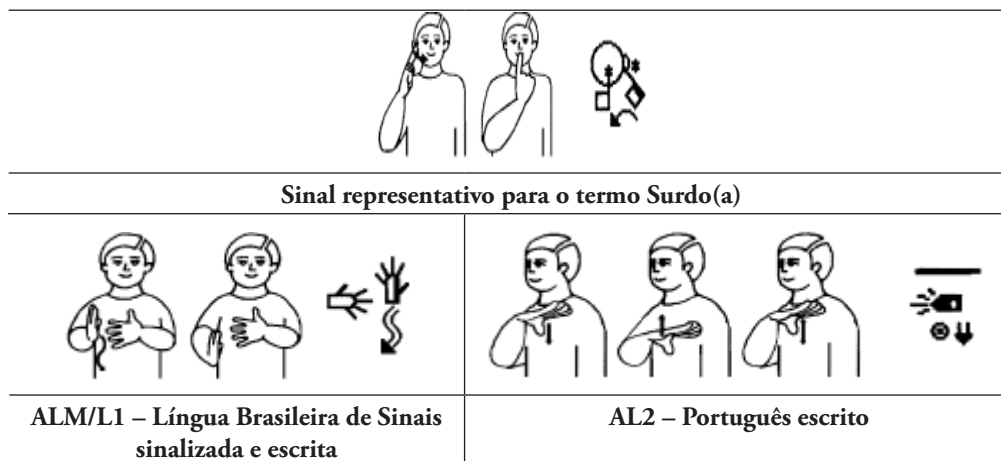 Sinal representativo para o termo Surdo(a)
ALM/L1 – Língua Brasileira de Sinais
sinalizada e escrita
AL2 – Português escrito